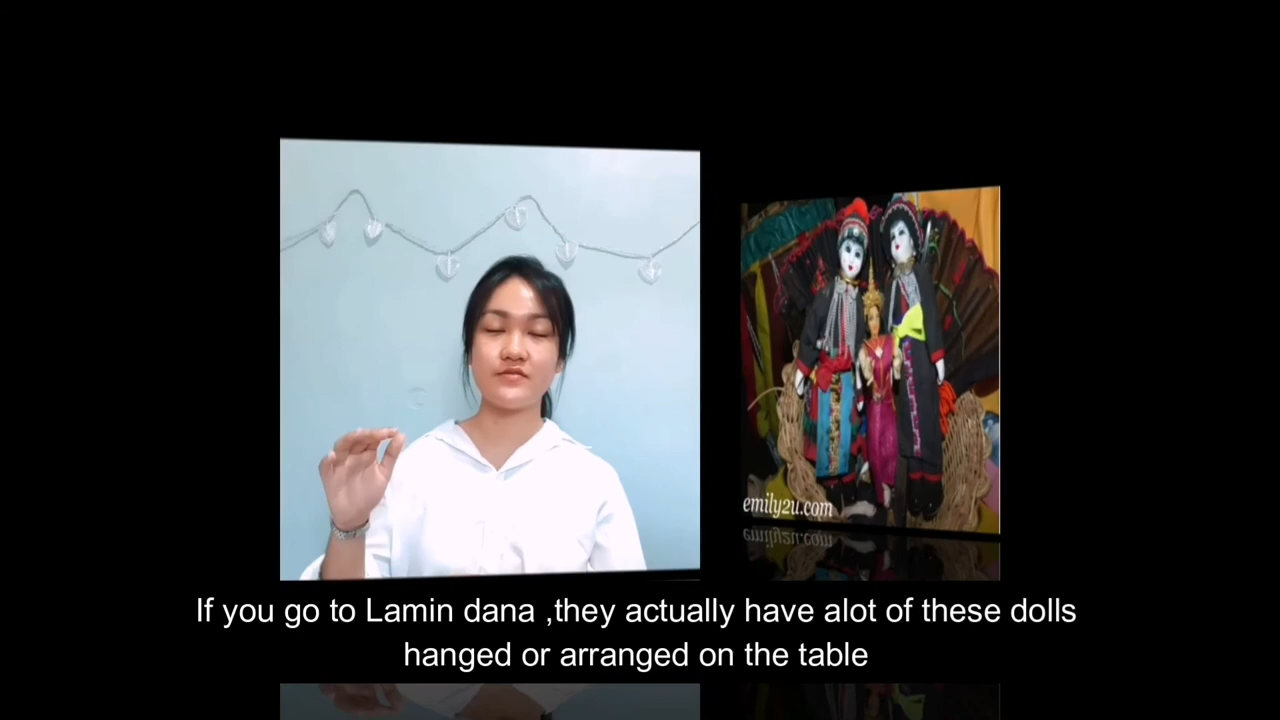 emily2u.com
If you go to Lamin dana ,they actually have alot of these dolls
hanged or arranged on the table